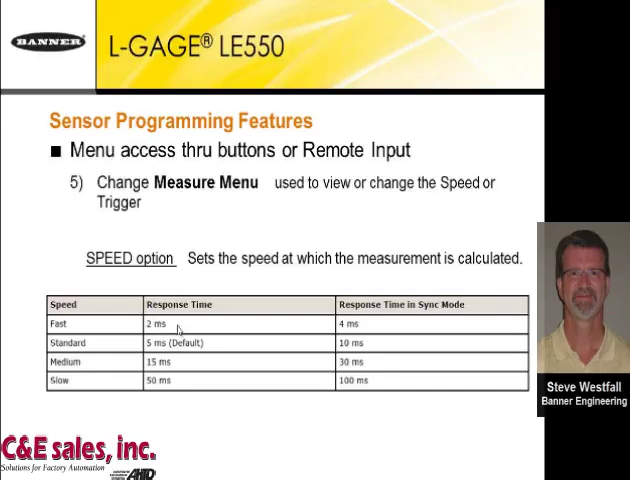 BANNER
L-GAGE® LE550
Sensor Programming Features
■ Menu access thru buttons or Remote Input
5) Change Measure Menu used to view or change the Speed or
Trigger
SPEED option Sets the speed at which the measurement is calculated.
Speed Response Time Response Time in Sync Mode
Fast 2 ms 4 ms
Standard 5 ms (Default) 10 ms
Medium 15 ms 30 ms
Slow 50 ms 100 ms
Steve Westfall
Banner Engineering
C&E sales, inc.
Solutions for Factory Automation